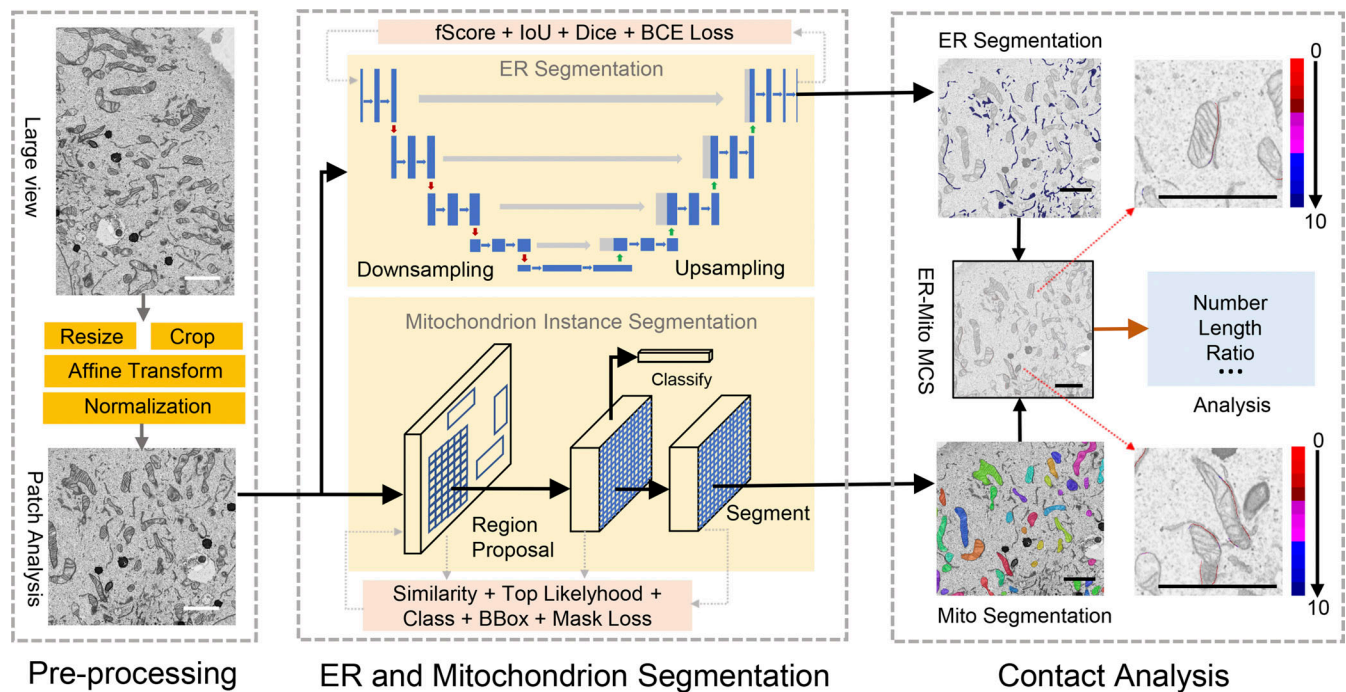 Large view
Resize
Crop
Affine Transform
Normalization
Patch Analysis
Pre-processing
fScore + IoU + Dice + BCE Loss
ER Segmentation
Downsampling
Upsampling
Mitochondrion Instance Segmentation
Classify
Region
Proposal
Segment
Similarity + Top Likelyhood +
Class + BBox + Mask Loss
ER and Mitochondrion Segmentation
ER Segmentation
0
10
ER-Mito MCS
Number
Length
Ratio
•••
Analysis
0
10
Mito Segmentation
Contact Analysis